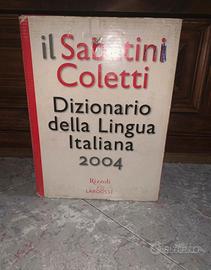 il Sabatini
Coletti
Dizionario
della Lingua
Italiana
2004
Rizzoli
LAROUSSE